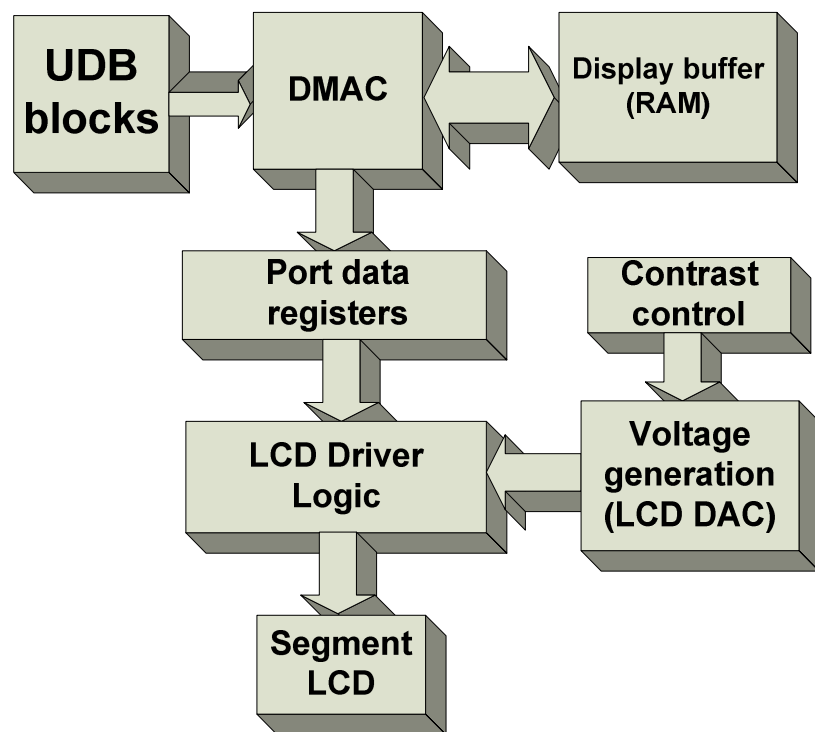 UDB
blocks
DMAC
Display buffer
(RAM)
Port data
registers
Contrast
control
LCD Driver
Logic
Voltage
generation
(LCD DAC)
Segment
LCD